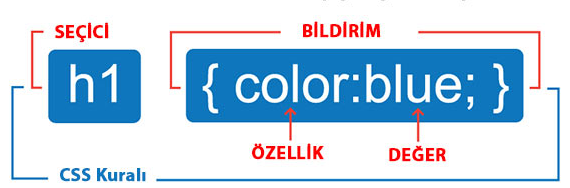 SEÇİCİ
BİLDİRİM
h1 { color:blue; }
ÖZELLİK
DEĞER
CSS Kuralı